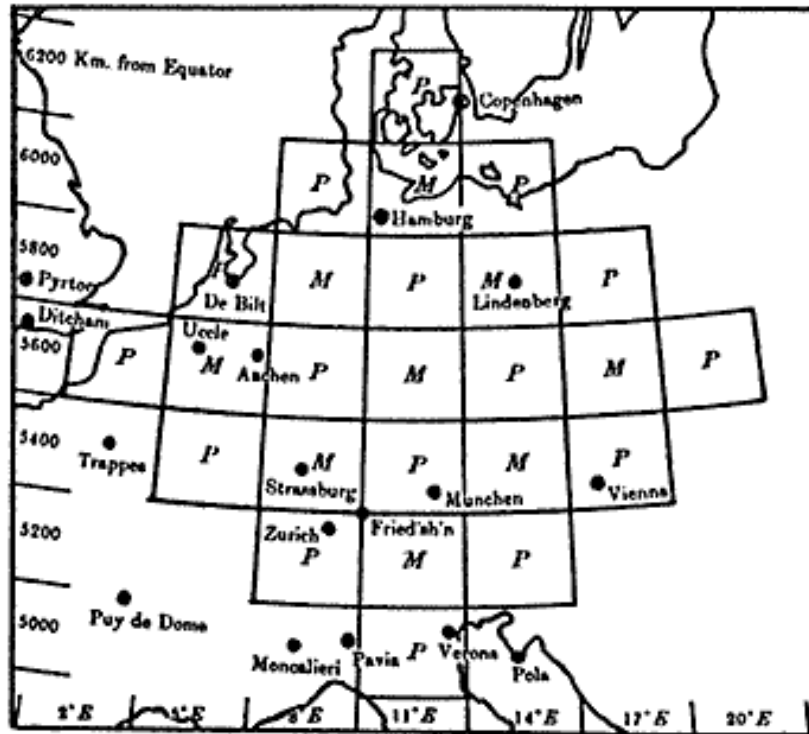 6200 Km. from Equator
P
Copenhagen
6000
P
M
P
Hamburg
5800
P
M
P
M
P
Pyrton
De Bilt
Lindenberg
Ditcham
5600
Uccle
P
M
Aachen
P
M
P
M
P
5400
Trappes
P
M
P
M
P
Strassburg
Munchen
Vienna
5200
Zurich
Fried'sh'n
P
M
P
Puy de Dome
5000
Moncalieri
Pavia
P
Verona
Pola
2°E
5°E
8°E
11°E
14°E
17°E
20°E